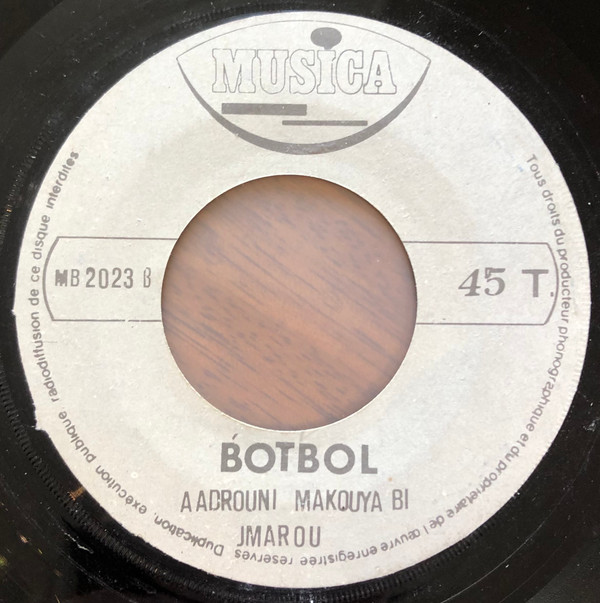 MUSICA
MB 2023 B
45 T.
BOTBOL
AADROUNI MAKOUYA BI
JMAROU
Tous droits du producteur phonographique et du propriétaire de l'œuvre enregistrée reservés Duplication, exécution publique radiodiffusion de ce disque interdites